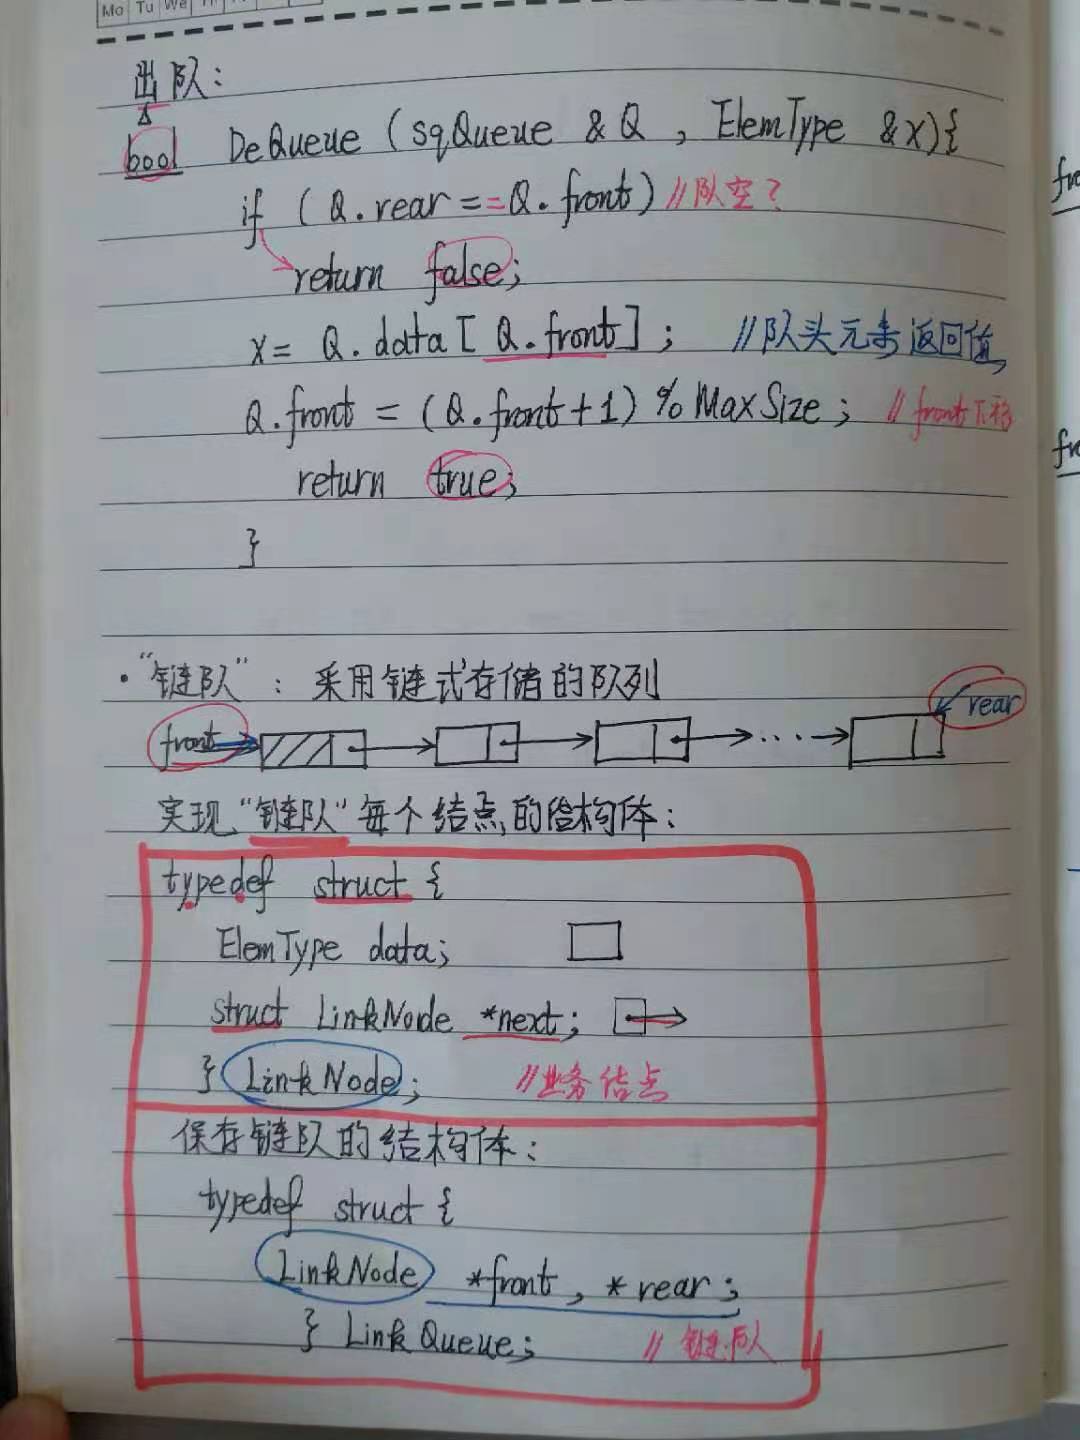 Mo Tu We
出队:
bool DeQueue (sqQueue &Q , ElemType &x){
if (Q.rear==Q.front) //队空?
return false;
x= Q.data[Q.front]; //队头元素返回值
Q.front = (Q.front+1)%MaxSize; //front下移
return true;
}
·“链队”: 采用链式存储的队列
front ... rear
实现“链队”每个结点的结构体:
typedef struct {
ElemType data;
struct LinkNode *next;
} LinkNode; //业务结点
保存链队的结构体:
typedef struct {
LinkNode *front, *rear;
} LinkQueue; //链队